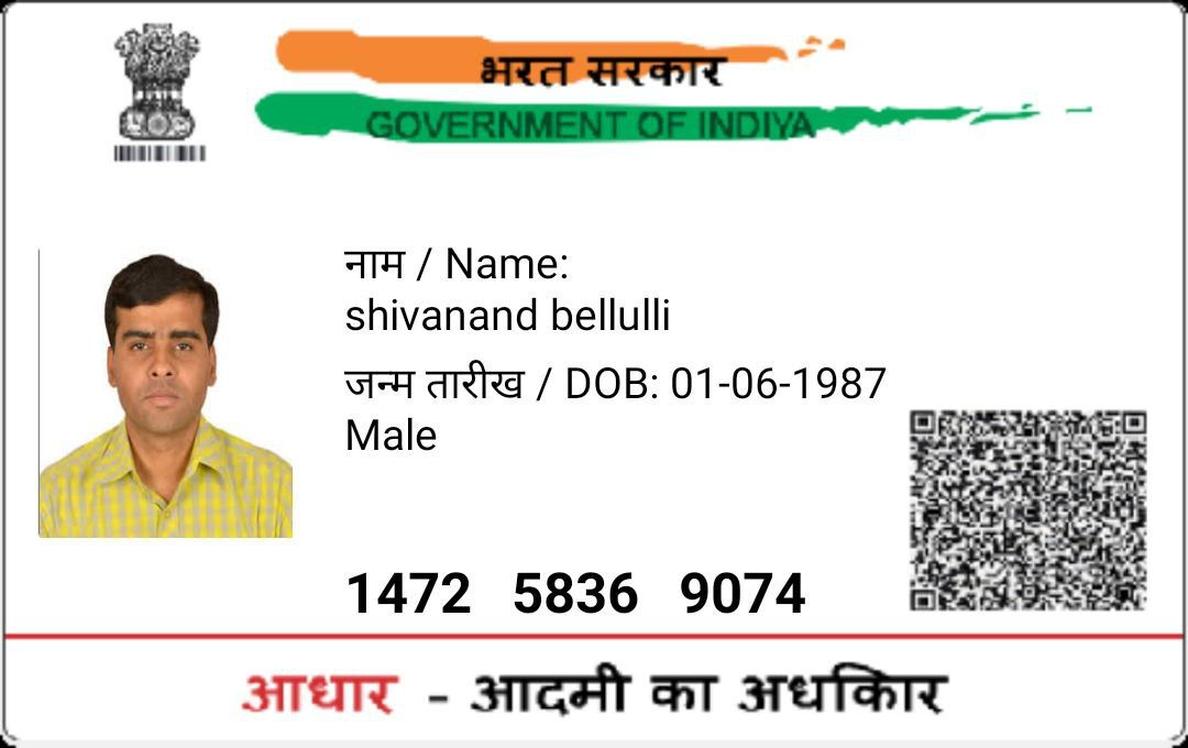 भरत सरकार
GOVERNMENT OF INDIYA
नाम / Name:
shivanand bellulli
जन्म तारीख / DOB: 01-06-1987
Male
1472 5836 9074
आधार - आदमी का अधकिार